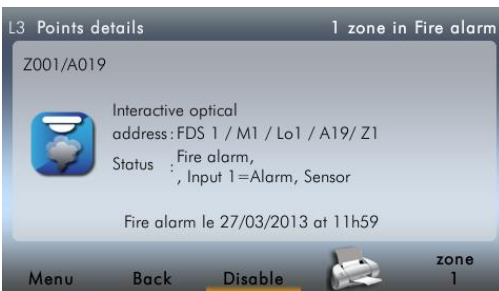 L3 Points details 1 zone in Fire alarm
Z001/A019
Interactive optical
address : FDS 1 / M1 / Lo1 / A19/ Z1
Status : Fire alarm,
, Input 1=Alarm, Sensor
Fire alarm le 27/03/2013 at 11h59
Menu Back Disable zone 1